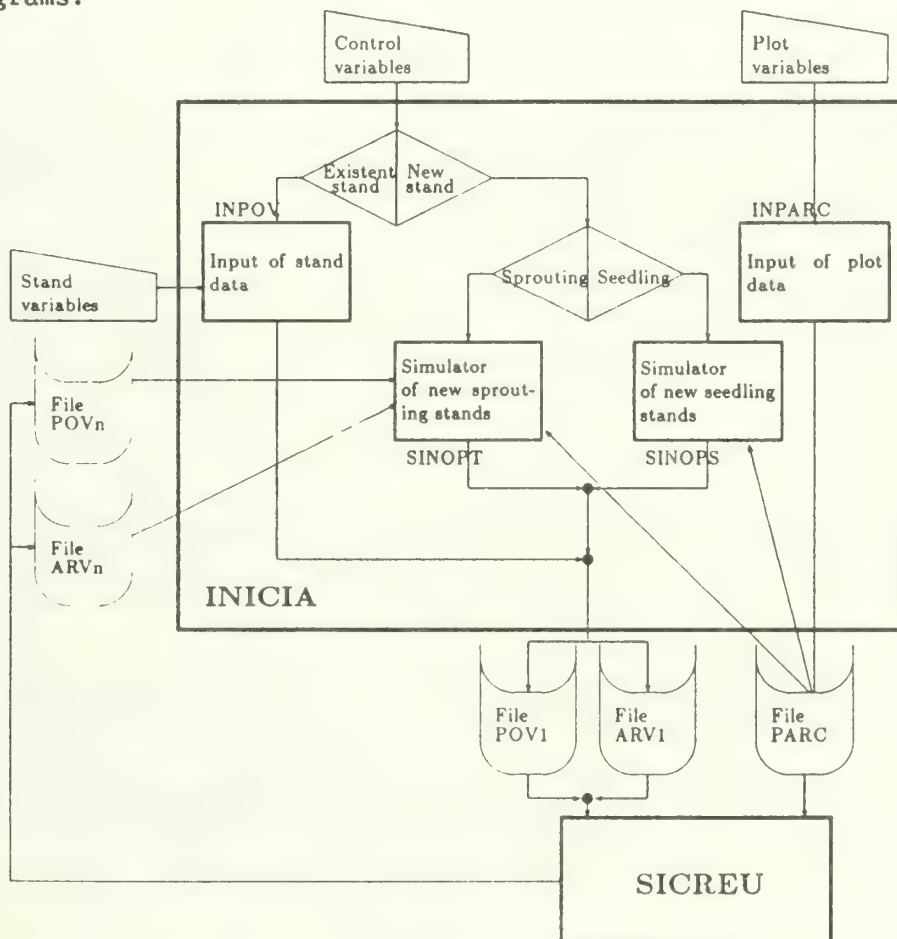 grams.
Control
variables
Plot
variables
Existent
stand
New
stand
INPOV
INPARC
Input of stand
data
Input of plot
data
Stand
variables
Sprouting
Seedling
Simulator
of new sprout-
ing stands
Simulator
of new seedling
stands
File
POVn
SINOPT
SINOPS
File
ARVn
INICIA
File
POV1
File
ARV1
File
PARC
SICREU